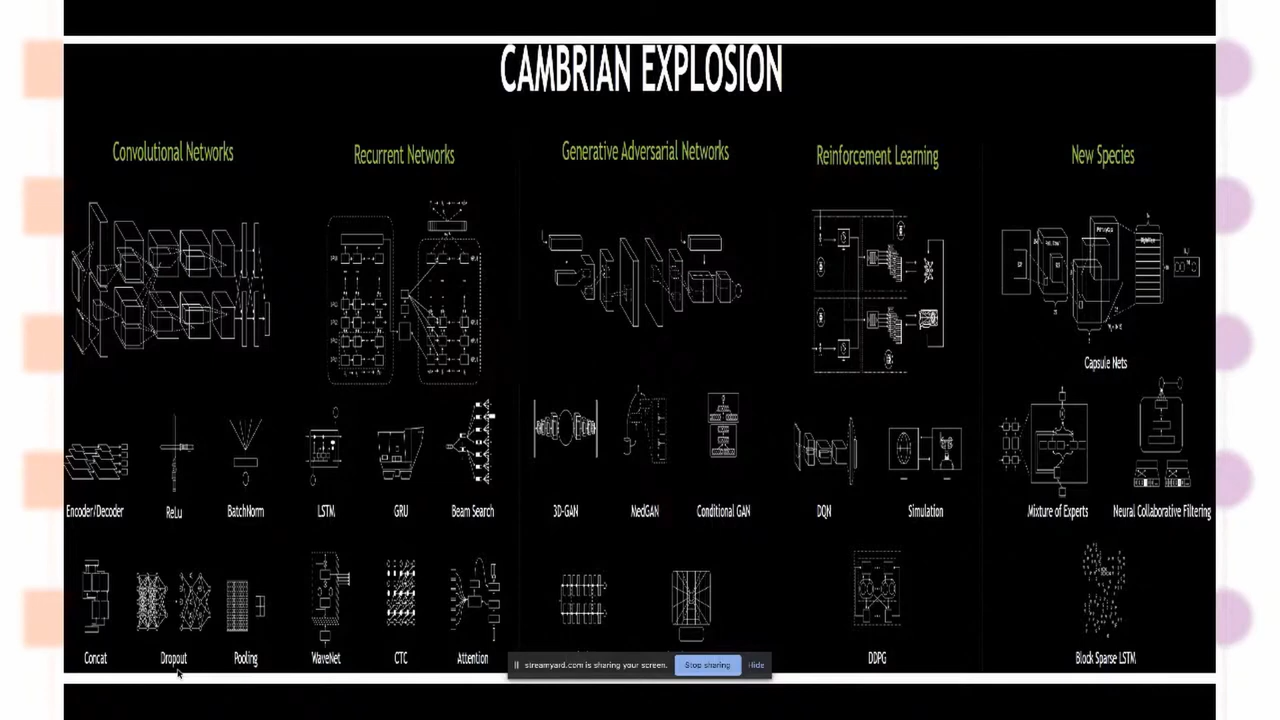 CAMBRIAN EXPLOSION
Convolutional Networks
Recurrent Networks
Generative Adversarial Networks
Reinforcement Learning
New Species
Capsule Nets
Encoder/Decoder
ReLu
BatchNorm
LSTM
GRU
Beam Search
3D-GAN
MedGAN
Conditional GAN
DQN
Simulation
Mixture of Experts
Neural Collaborative Filtering
Concat
Dropout
Pooling
WaveNet
CTC
Attention
DDPG
Block Sparse LSTM
streamyard.com is sharing your screen.
Stop sharing
Hide